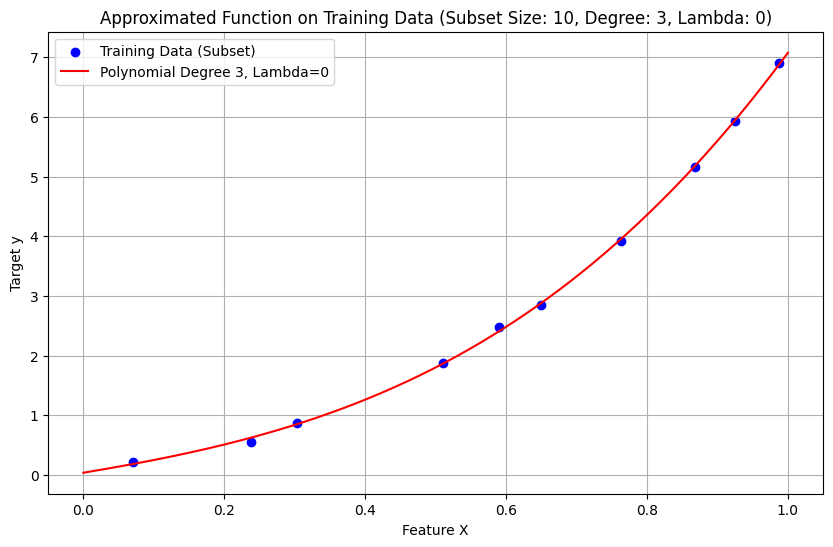 Approximated Function on Training Data (Subset Size: 10, Degree: 3, Lambda: 0)
Training Data (Subset)
Polynomial Degree 3, Lambda=0
Target y
7
6
5
4
3
2
1
0
0.0 0.2 0.4 0.6 0.8 1.0
Feature X